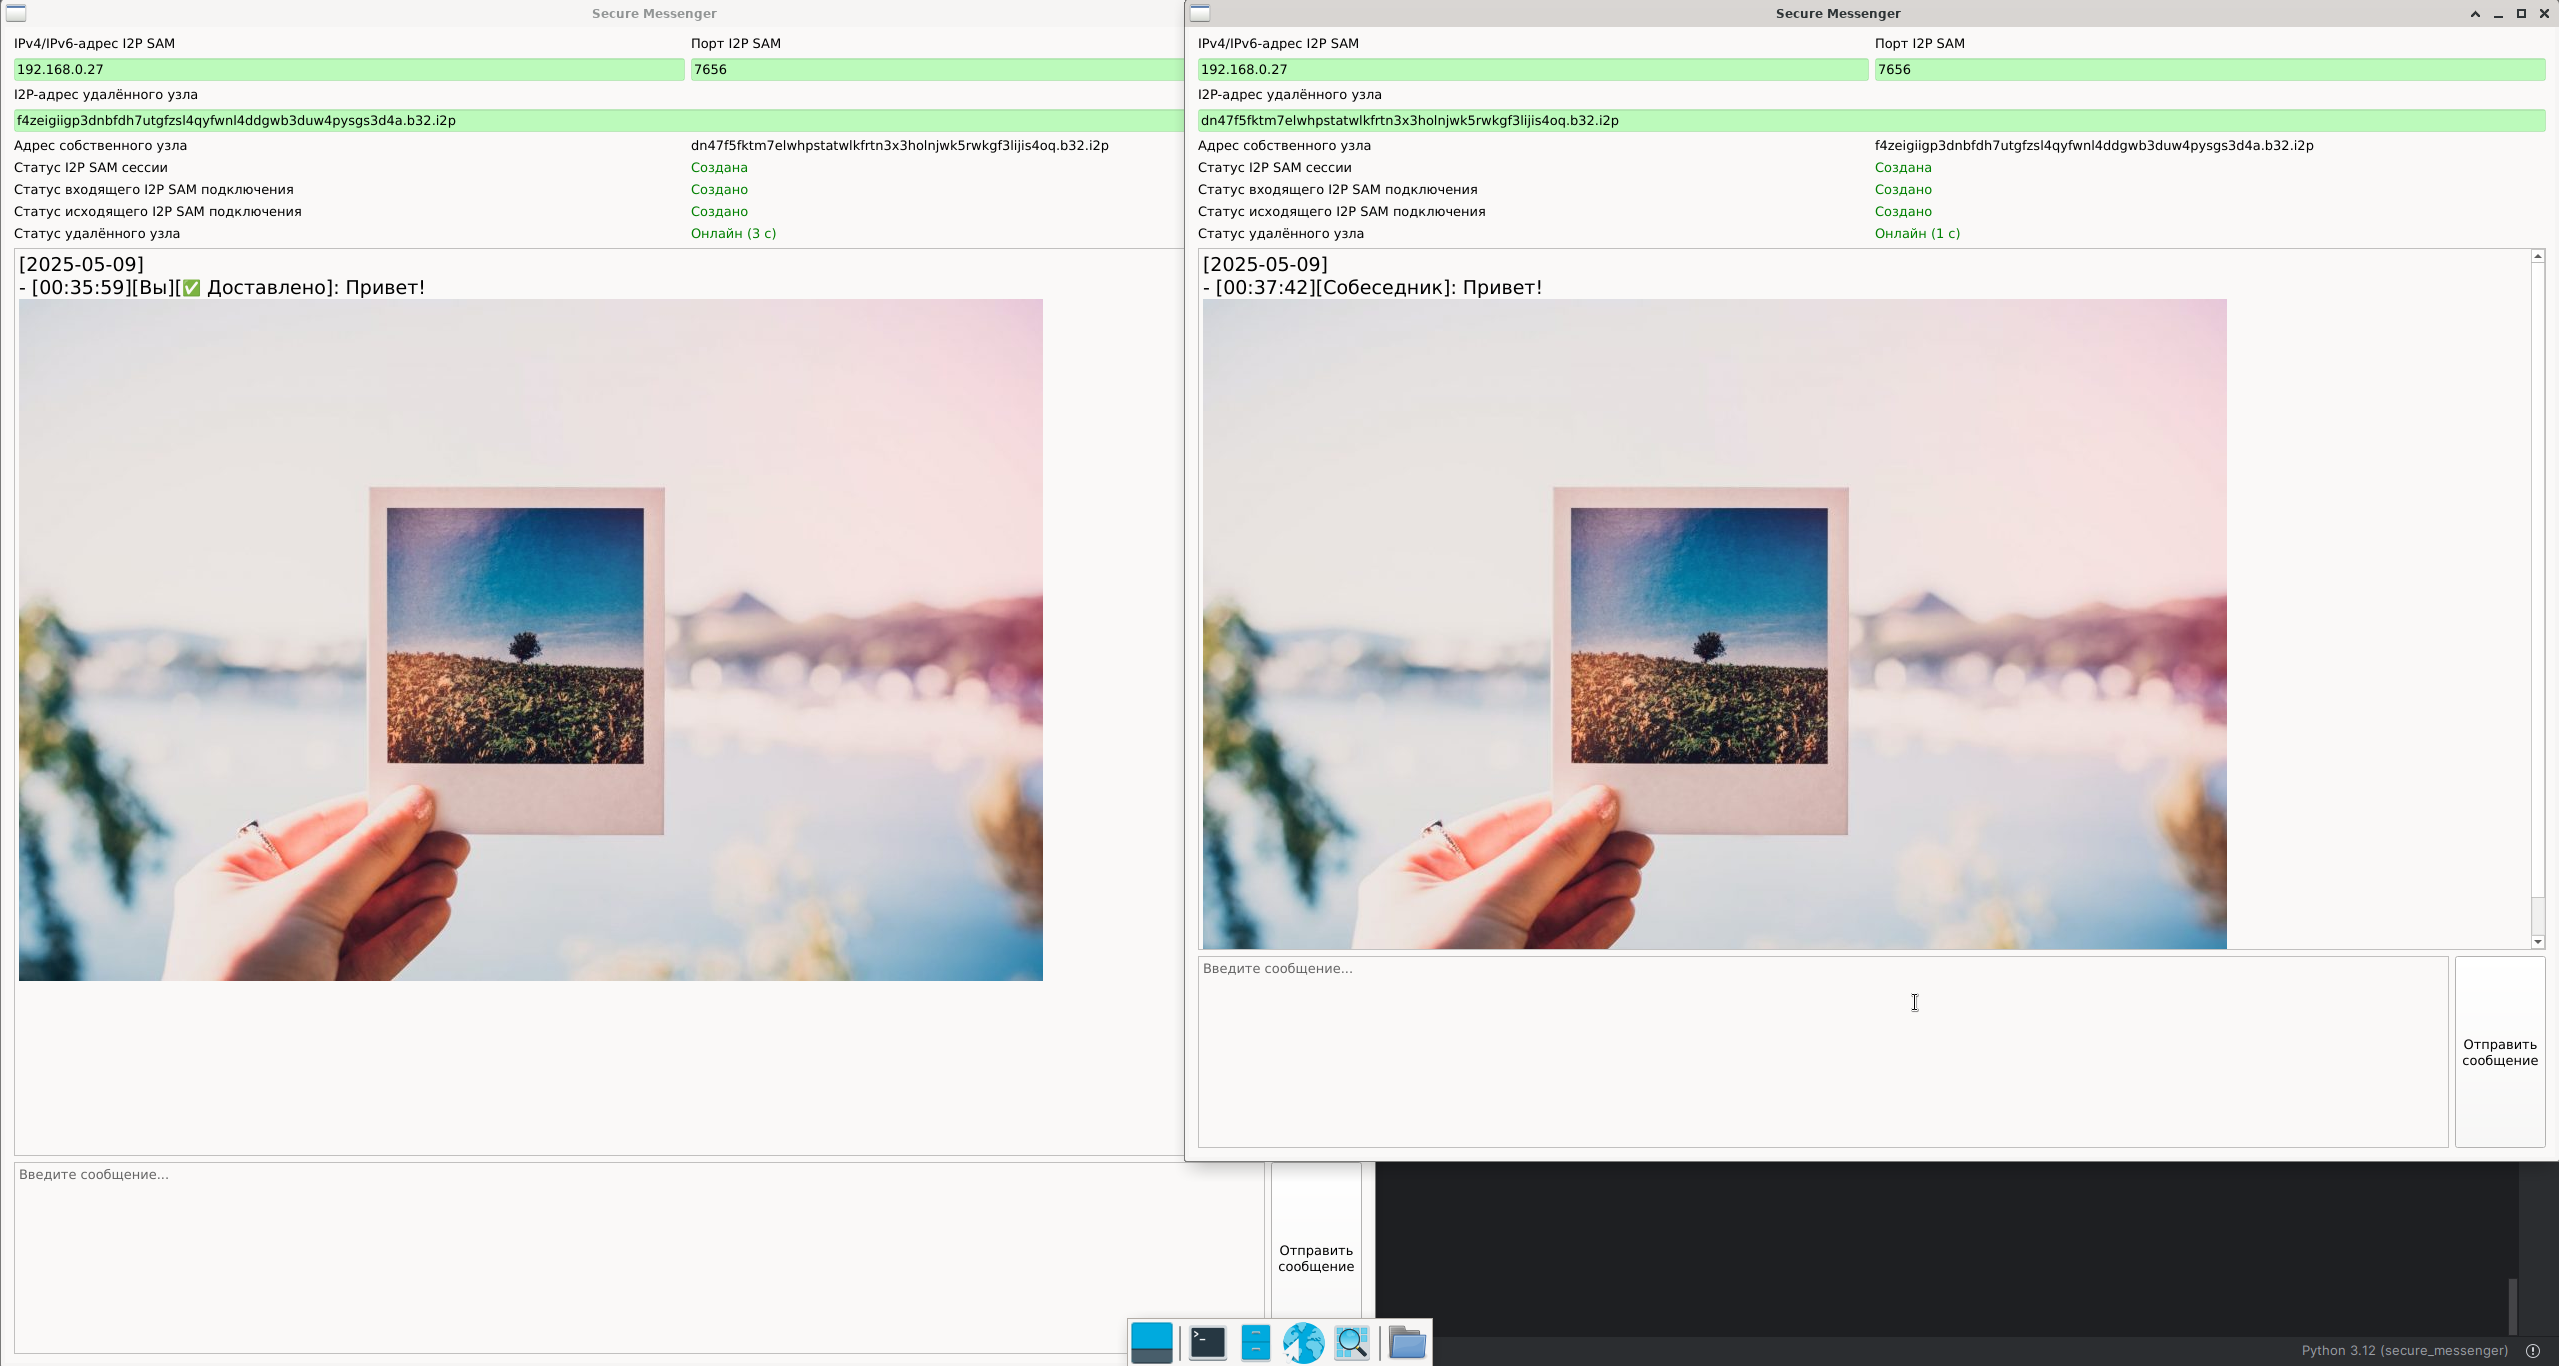 Secure Messenger
IPv4/IPv6-адрес I2P SAM
Порт I2P SAM
192.168.0.27
7656
I2P-адрес удалённого узла
f4zeigiigp3dnbfdh7utgfzsl4qyfwnl4ddgwb3duw4pysgs3d4a.b32.i2p
Адрес собственного узла
dn47f5fktm7elwhpstatwlkfrtn3x3holnjwk5rwkgf3lijis4oq.b32.i2p
Статус I2P SAM сессии
Создана
Статус входящего I2P SAM подключения
Создано
Статус исходящего I2P SAM подключения
Создано
Статус удалённого узла
Онлайн (3 с)
[2025-05-09]
- [00:35:59][Вы][✅ Доставлено]: Привет!
Введите сообщение...
Отправить
сообщение
Secure Messenger
IPv4/IPv6-адрес I2P SAM
Порт I2P SAM
192.168.0.27
7656
I2P-адрес удалённого узла
dn47f5fktm7elwhpstatwlkfrtn3x3holnjwk5rwkgf3lijis4oq.b32.i2p
Адрес собственного узла
f4zeigiigp3dnbfdh7utgfzsl4qyfwnl4ddgwb3duw4pysgs3d4a.b32.i2p
Статус I2P SAM сессии
Создана
Статус входящего I2P SAM подключения
Создано
Статус исходящего I2P SAM подключения
Создано
Статус удалённого узла
Онлайн (1 с)
[2025-05-09]
- [00:37:42][Собеседник]: Привет!
Введите сообщение...
Отправить
сообщение
Python 3.12 (secure_messenger)